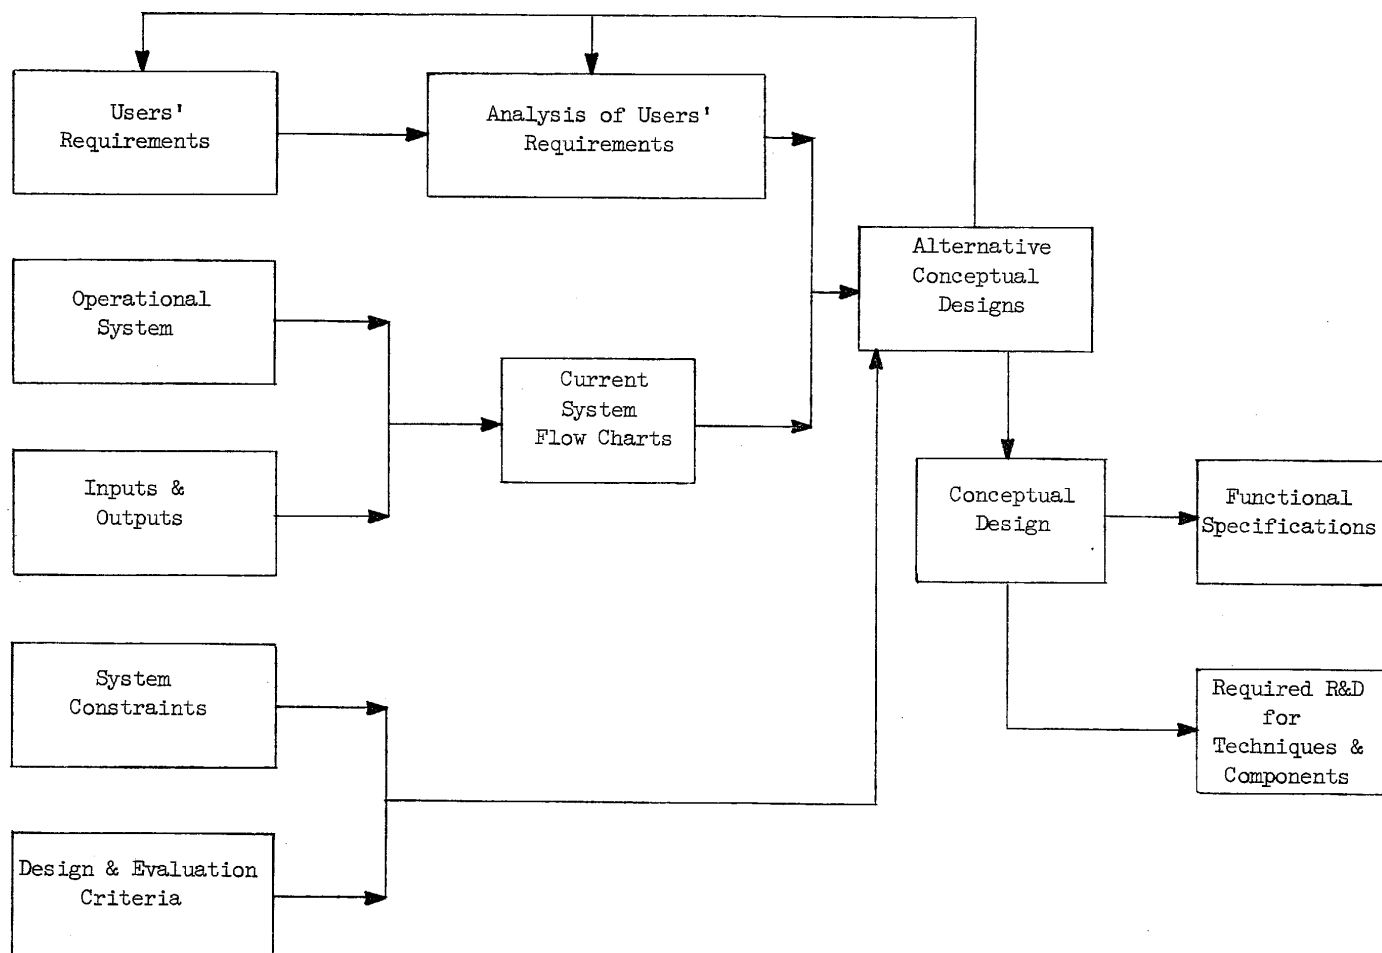 Users'
Requirements
Analysis of Users'
Requirements
Alternative
Conceptual
Designs
Operational
System
Current
System
Flow Charts
Inputs &
Outputs
Conceptual
Design
Functional
Specifications
System
Constraints
Required R&D
for
Techniques &
Components
Design & Evaluation
Criteria